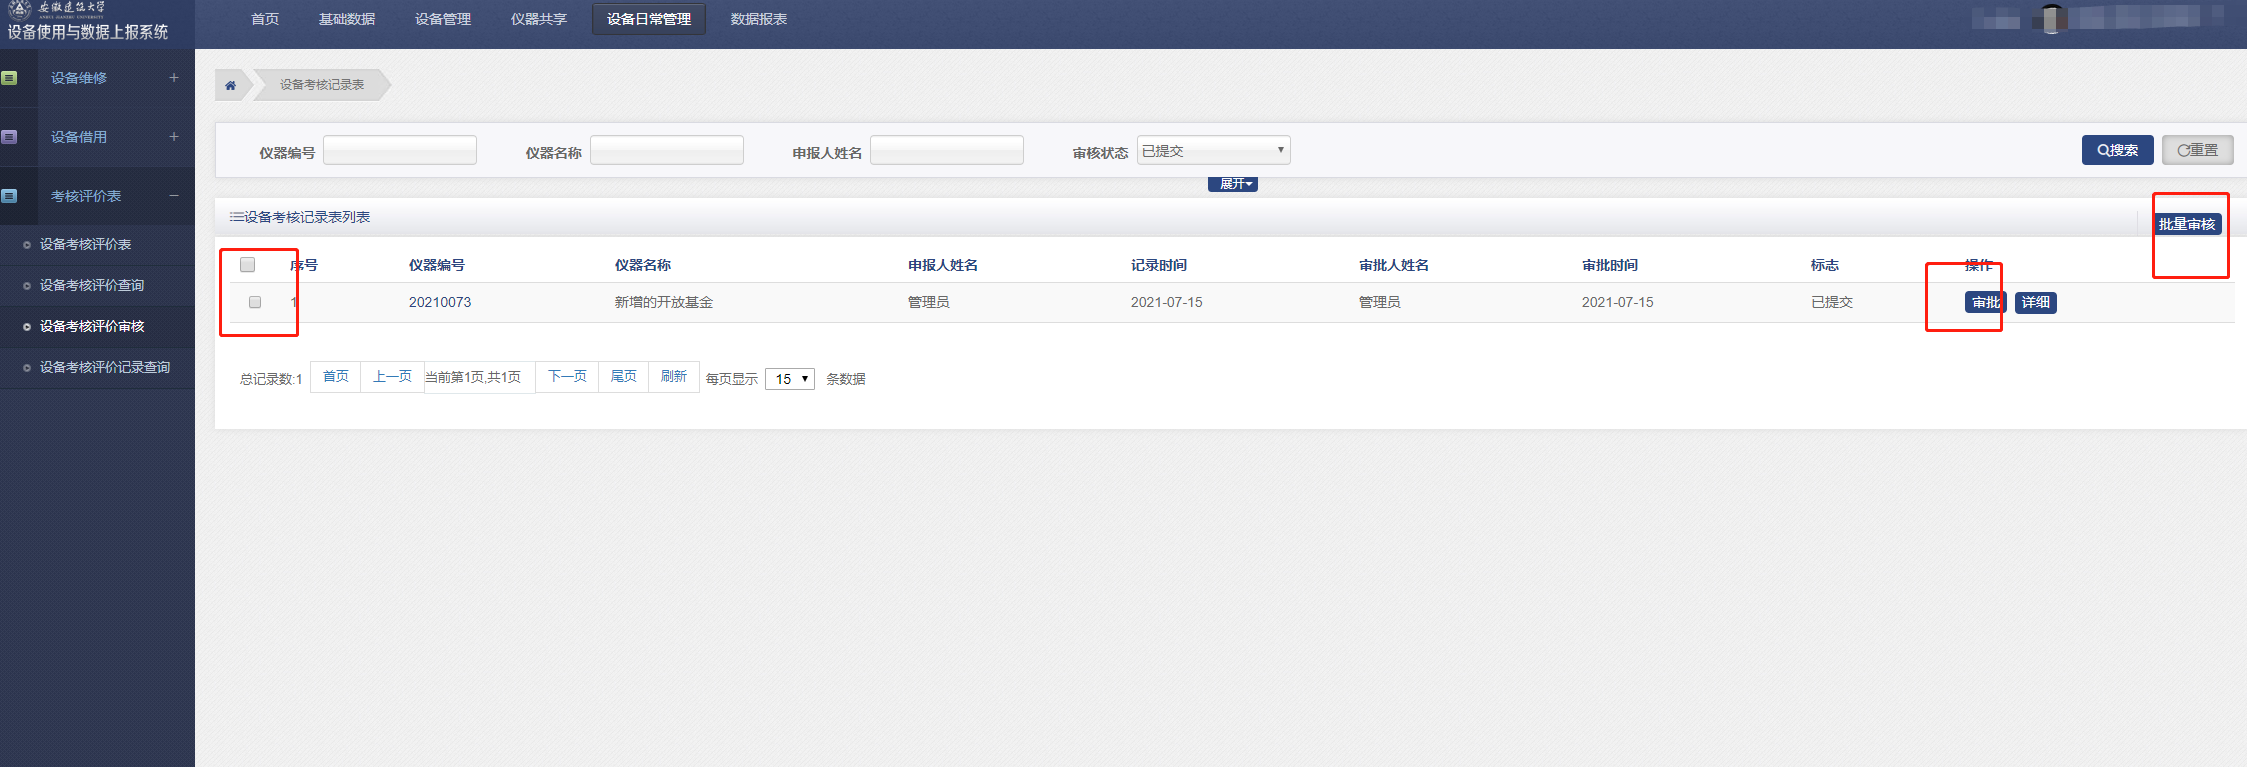 安徽建筑大学
ANHUI JIANZHU UNIVERSITY
设备使用与数据上报系统
首页 基础数据 设备管理 仪器共享 设备日常管理 数据报表
设备维修
设备借用
考核评价表
设备考核评价表
设备考核评价查询
设备考核评价审核
设备考核评价记录查询
设备考核记录表
仪器编号 仪器名称 申报人姓名 审核状态 已提交 搜索 重置
展开
设备考核记录表列表 批量审核
序号 仪器编号 仪器名称 申报人姓名 记录时间 审批人姓名 审批时间 标志 操作
1 20210073 新增的开放基金 管理员 2021-07-15 管理员 2021-07-15 已提交 审批 详细
总记录数:1 首页 上一页 当前第1页,共1页 下一页 尾页 刷新 每页显示 15 条数据